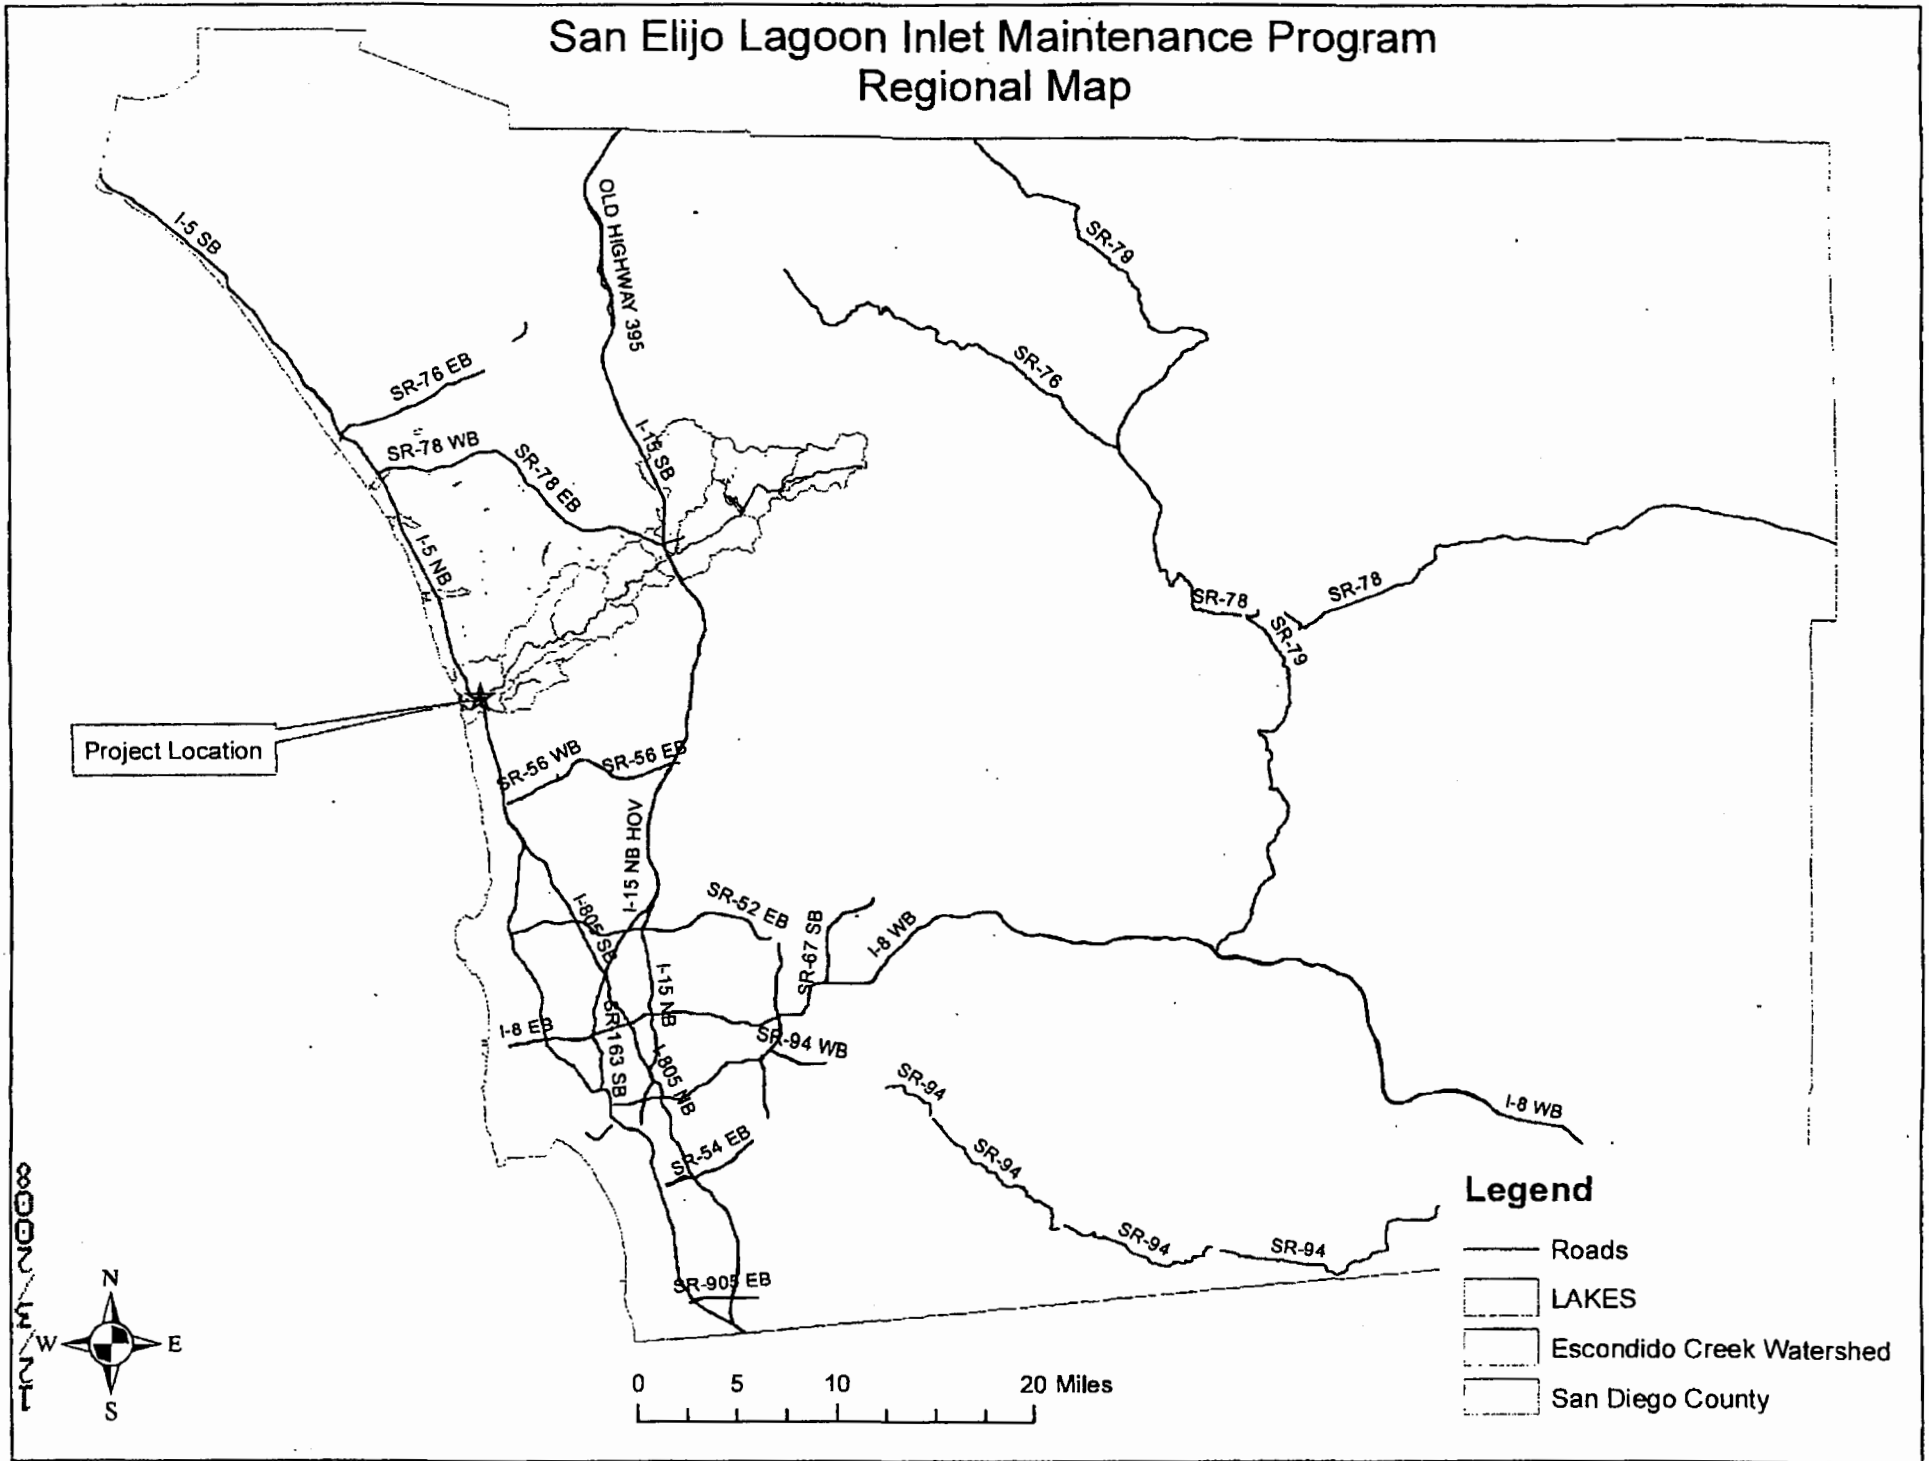 San Elijo Lagoon Inlet Maintenance Program
Regional Map
I-5 SB
OLD HIGHWAY 395
SR-79
SR-76
SR-76 EB
SR-78 WB
SR-78 EB
I-15 SB
I-5 NB
SR-78
SR-78
SR-79
Project Location
SR-56 WB
SR-56 EB
I-15 NB HOV
I-805 SB
SR-52 EB
SR-67 SB
I-8 WB
I-15 NB
I-8 EB
SR-163 SB
SR-94 WB
I-805 NB
SR-94
I-8 WB
SR-54 EB
SR-94
SR-94
SR-94
SR-905 EB
Legend
Roads
LAKES
Escondido Creek Watershed
San Diego County
N
W E
S
0 5 10 20 Miles
12/3/2008